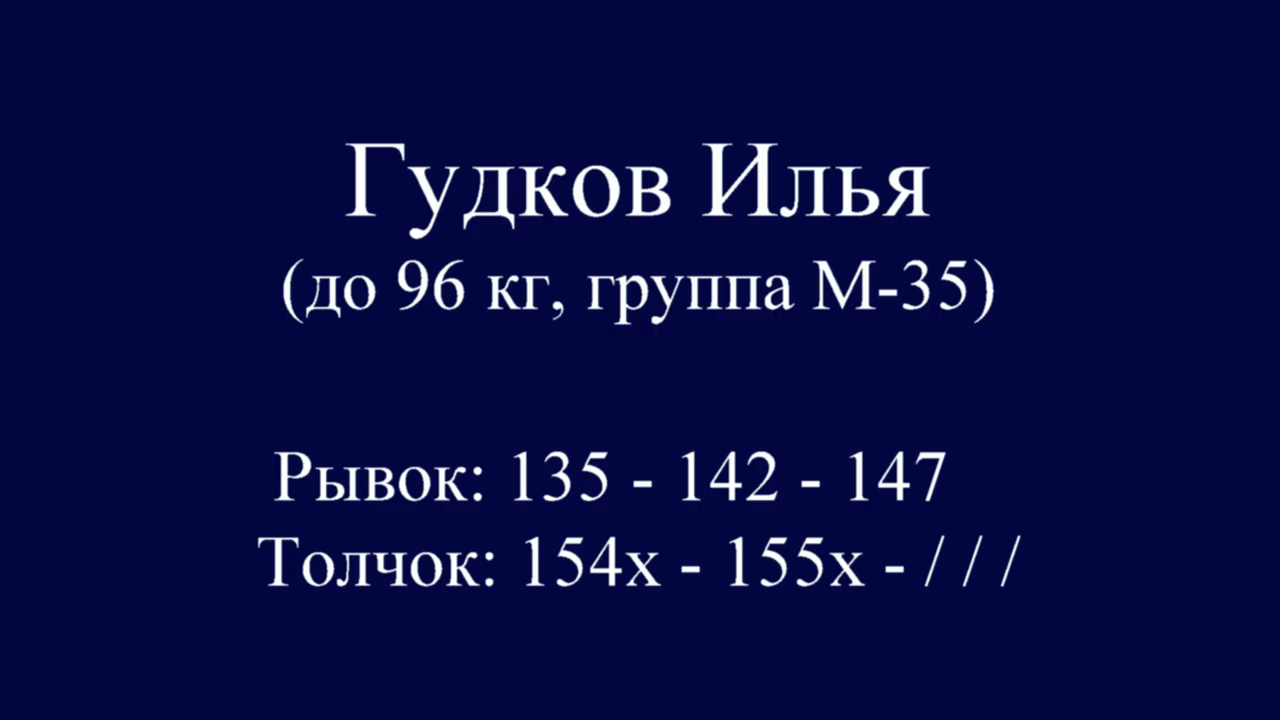 Гудков Илья
(до 96 кг, группа М-35)
Рывок: 135 - 142 - 147
Толчок: 154х - 155х - / / /